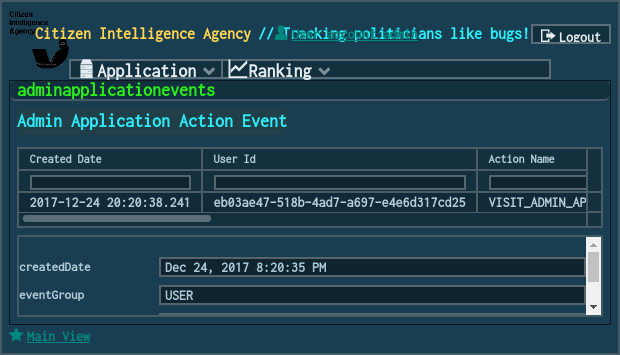 Citizen
Intelligence
Agency
Citizen Intelligence Agency // Tracking politicians like bugs!
Logout
Application Ranking
adminapplicationevents
Admin Application Action Event
Created Date User Id Action Name
2017-12-24 20:20:38.241 eb03ae47-518b-4ad7-a697-e4e6d317cd25 VISIT_ADMIN_AP
createdDate Dec 24, 2017 8:20:35 PM
eventGroup USER
Main View